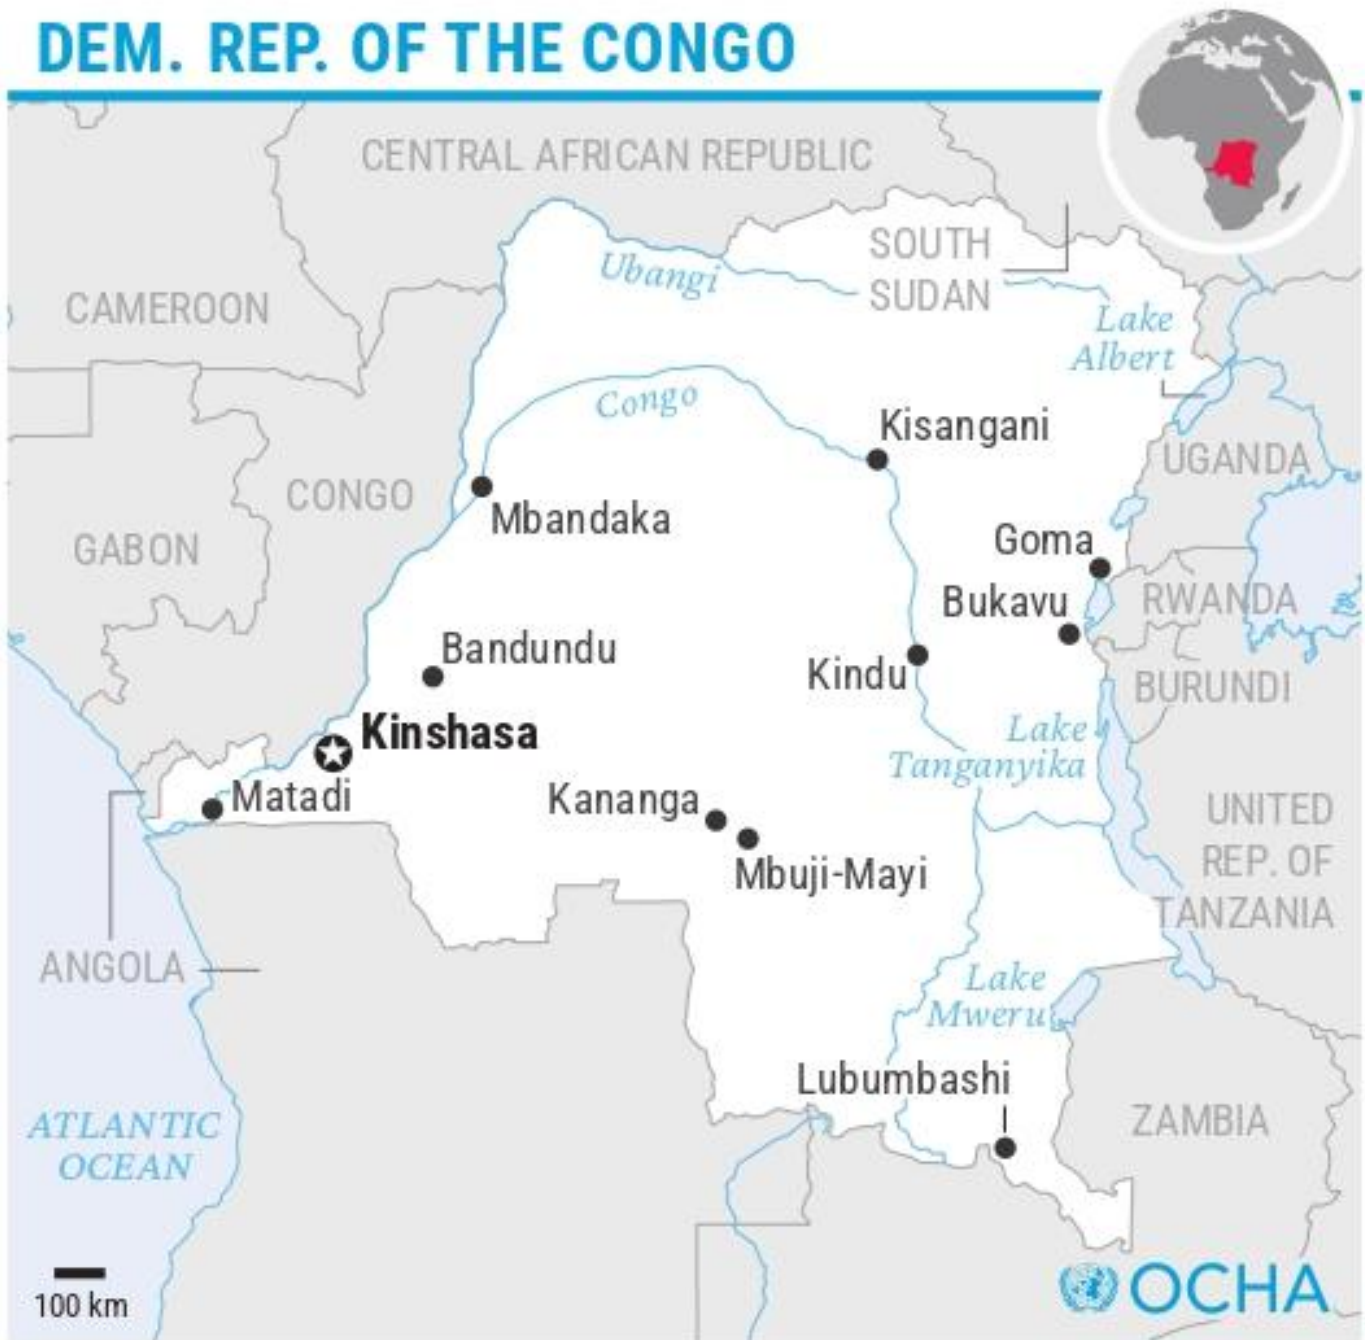 DEM. REP. OF THE CONGO
CENTRAL AFRICAN REPUBLIC
SOUTH
SUDAN
Ubangi
CAMEROON
Lake
Albert
Congo
Kisangani
UGANDA
CONGO
Mbandaka
GABON
Goma
RWANDA
Bukavu
Bandundu
Kindu
BURUNDI
Kinshasa
Lake
Tanganyika
Matadi
Kananga
UNITED
REP. OF
TANZANIA
Mbuji-Mayi
ANGOLA
Lake
Mweru
Lubumbashi
ATLANTIC
OCEAN
ZAMBIA
100 km
OCHA